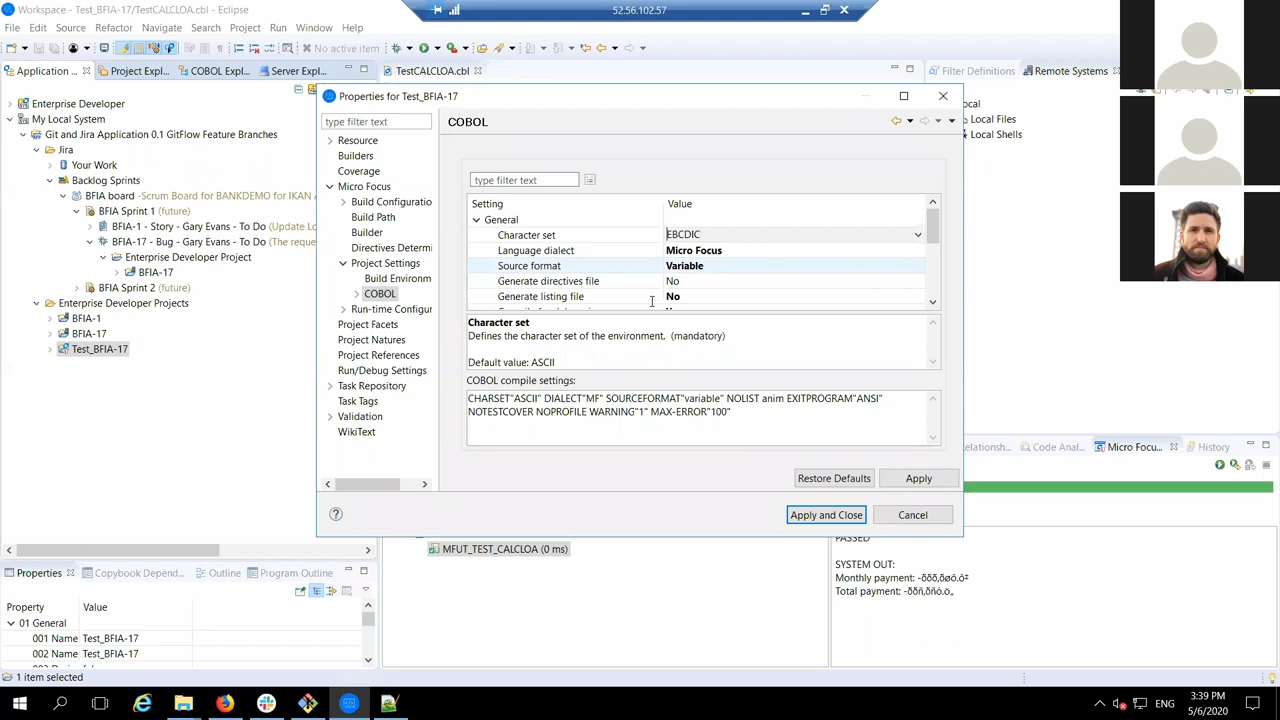 Workspace - Test_BFIA-17/TestCALCLOA.cbl - Eclipse
52.56.102.57
File Edit Source Refactor Navigate Search Project Run Window Help
No active item
Application ...
Project Expl...
COBOL Expl...
Server Expl...
TestCALCLOA.cbl
Filter Definitions
Remote Systems
Enterprise Developer
My Local System
Git and Jira Application 0.1 GitFlow Feature Branches
Jira
Your Work
Backlog Sprints
BFIA board -Scrum Board for BANKDEMO for IKAN
BFIA Sprint 1 (future)
BFIA-1 - Story - Gary Evans - To Do (Update Lo
BFIA-17 - Bug - Gary Evans - To Do (The reque
Enterprise Developer Project
BFIA-17
BFIA Sprint 2 (future)
Enterprise Developer Projects
BFIA-1
BFIA-17
Test_BFIA-17
Properties for Test_BFIA-17
type filter text
Resource
Builders
Coverage
Micro Focus
Build Configuratio
Build Path
Builder
Directives Determi
Project Settings
Build Environm
COBOL
Run-time Configur
Project Facets
Project Natures
Project References
Run/Debug Settings
Task Repository
Task Tags
Validation
WikiText
COBOL
type filter text
Setting Value
General
Character set EBCDIC
Language dialect Micro Focus
Source format Variable
Generate directives file No
Generate listing file No
Character set
Defines the character set of the environment. (mandatory)
Default value: ASCII
COBOL compile settings:
CHARSET"ASCII" DIALECT"MF" SOURCEFORMAT"variable" NOLIST anim EXITPROGRAM"ANSI"
NOTESTCOVER NOPROFILE WARNING"1" MAX-ERROR"100"
Restore Defaults Apply
Apply and Close Cancel
ocal
Local Files
Local Shells
elationsh...
Code Anal...
Micro Focu...
History
MFUT_TEST_CALCLOA (0 ms)
PASSED
SYSTEM OUT:
Monthly payment: -ððð,ðøô.ô‡
Total payment: -ððñ,ðñó.o„
Properties
Copybook Depend...
Outline
Program Outline
Property Value
01 General
002 Name Test_BFIA-17
001 Name Test_BFIA-17
1 item selected
ENG
3:39 PM
5/6/2020